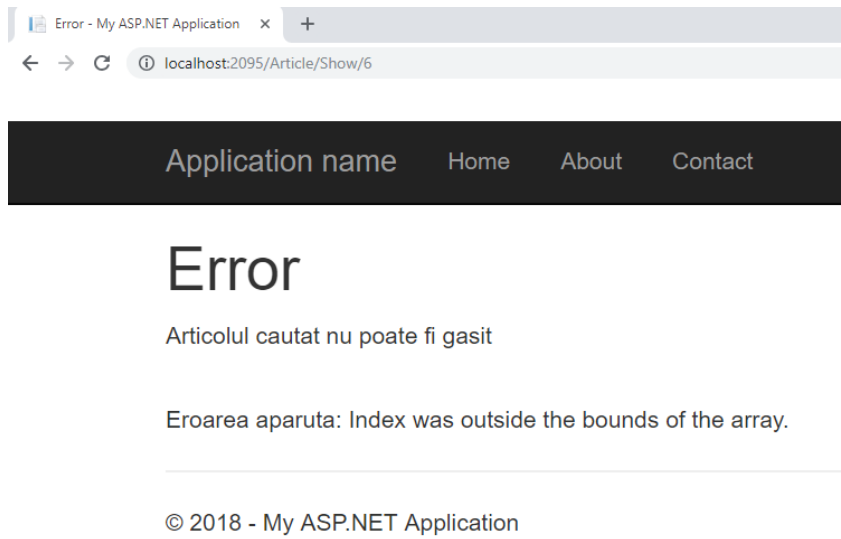 Error - My ASP.NET Application
localhost:2095/Article/Show/6
Application name Home About Contact
Error
Articolul cautat nu poate fi gasit
Eroarea aparuta: Index was outside the bounds of the array.
© 2018 - My ASP.NET Application